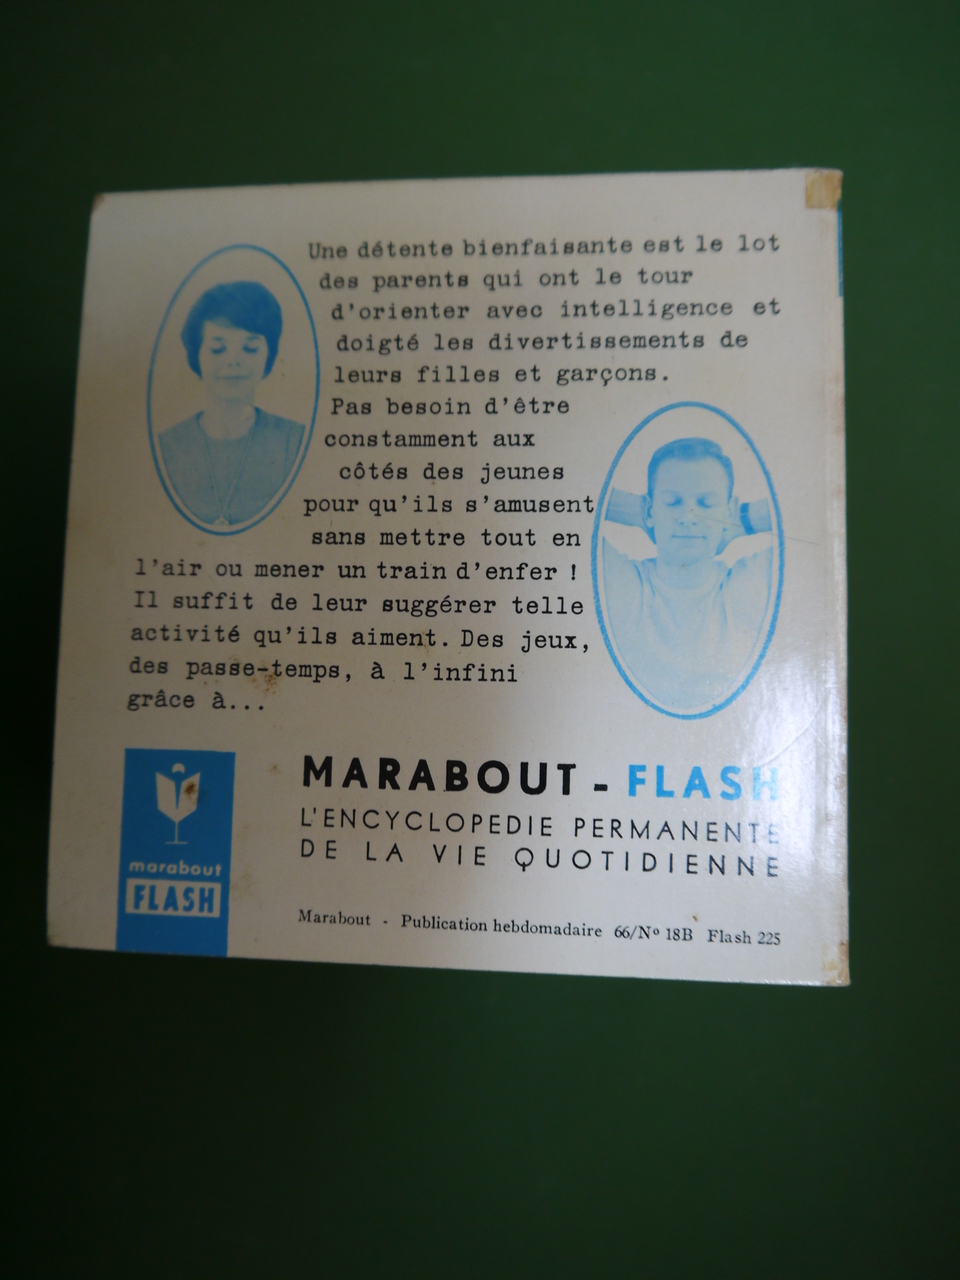 Une détente bienfaisante est le lot
des parents qui ont le tour
d'orienter avec intelligence et
doigté les divertissements de
leurs filles et garçons.
Pas besoin d'être
constamment aux
côtés des jeunes
pour qu'ils s'amusent
sans mettre tout en
l'air ou mener un train d'enfer !
Il suffit de leur suggérer telle
activité qu'ils aiment. Des jeux,
des passe-temps, à l'infini
grâce à...
MARABOUT - FLASH
L'ENCYCLOPEDIE PERMANENTE
DE LA VIE QUOTIDIENNE
marabout
FLASH
Marabout - Publication hebdomadaire 66/Nº 18B Flash 225